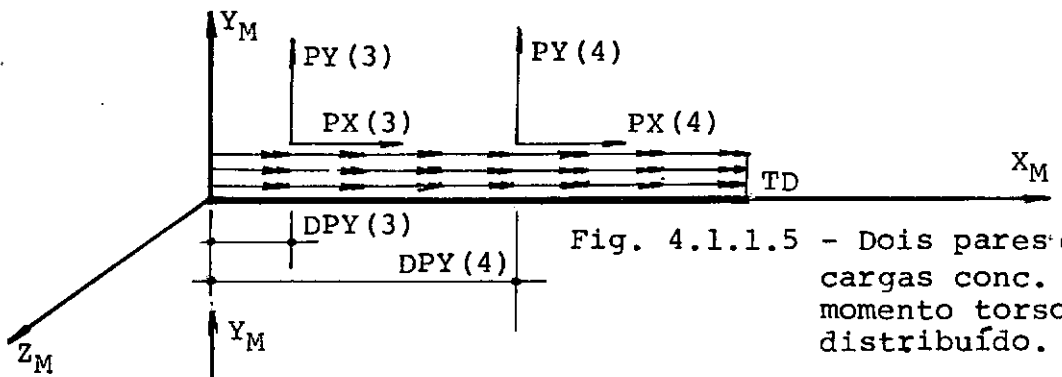 Y_M
PY(3)
PY(4)
PX(3)
PX(4)
X_M
TD
DPY(3)
DPY(4)
Fig. 4.1.1.5 - Dois pares
cargas conc.
momento
distribuído.
Y_M
Z_M